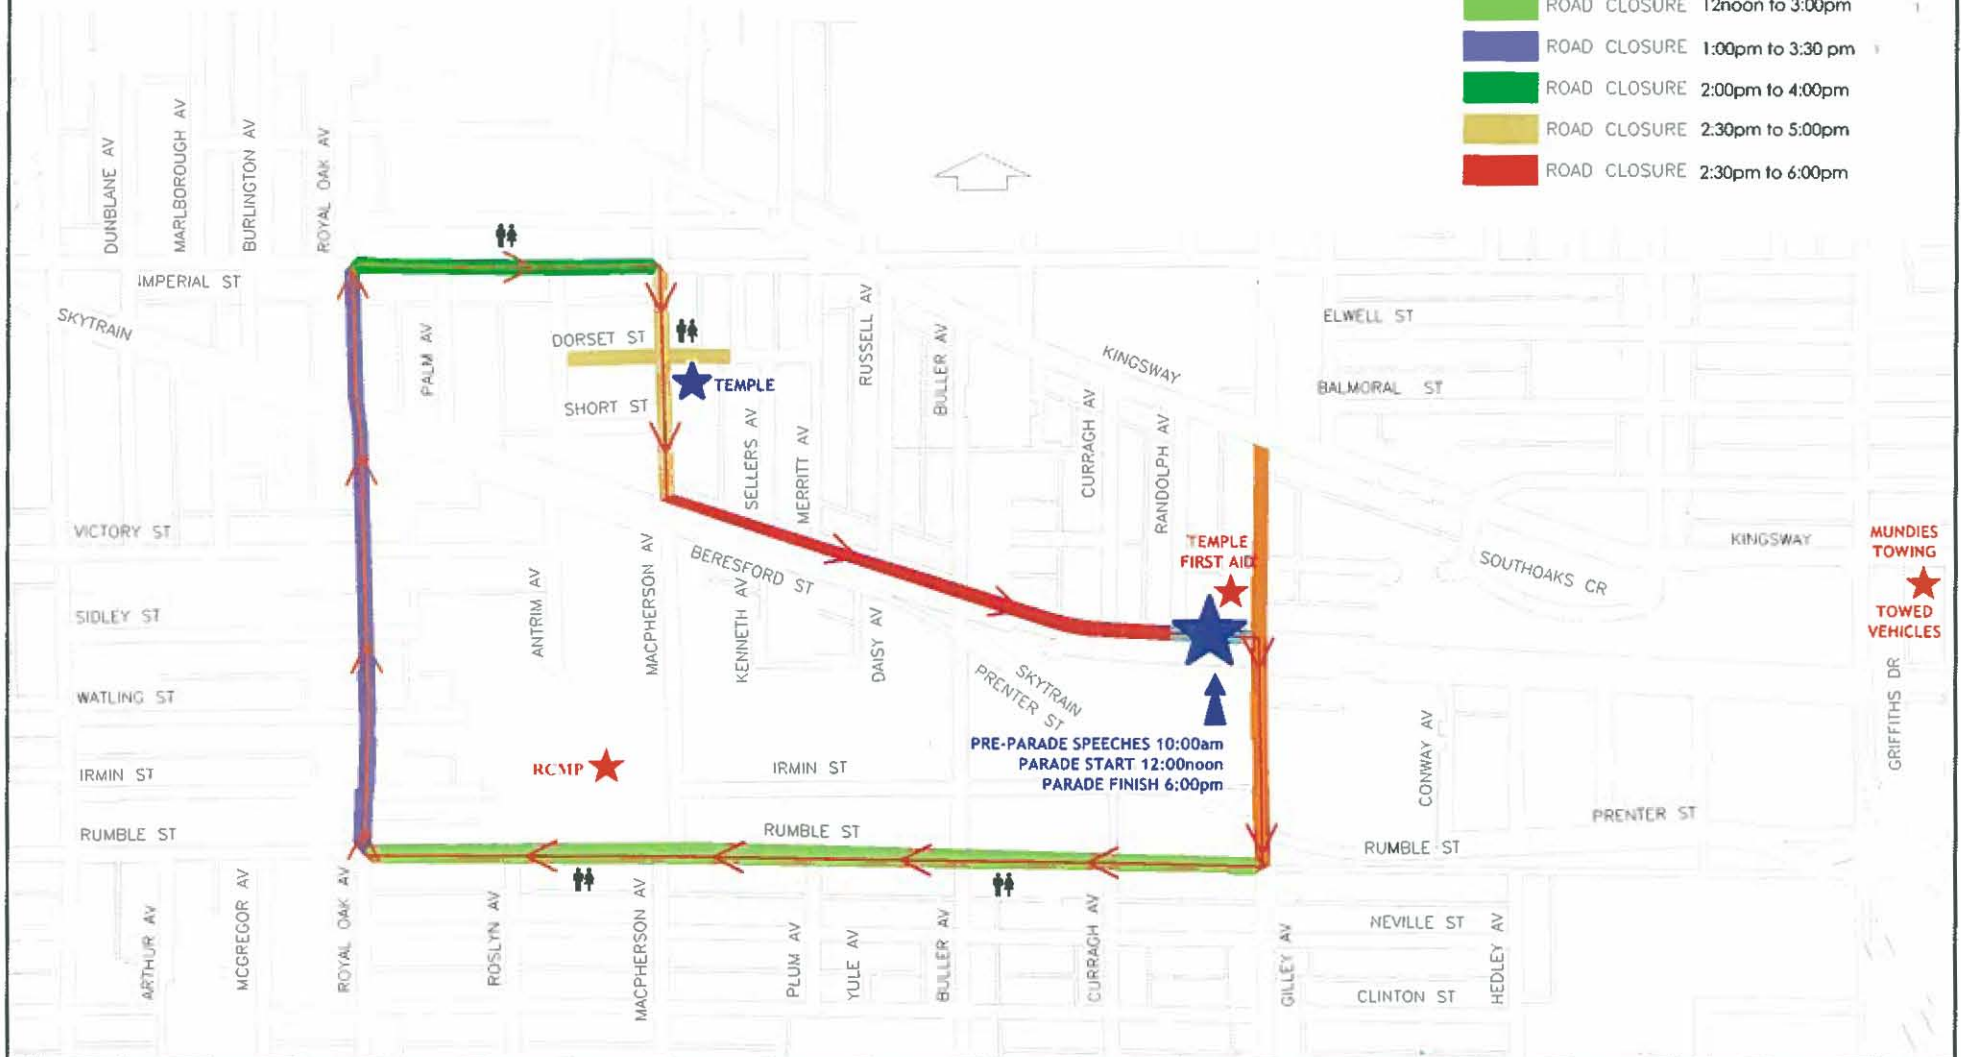 ROAD CLOSURE 12noon to 3:00pm
ROAD CLOSURE 1:00pm to 3:30 pm
ROAD CLOSURE 2:00pm to 4:00pm
ROAD CLOSURE 2:30pm to 5:00pm
ROAD CLOSURE 2:30pm to 6:00pm
DUNBLANE AV
MARLBOROUGH AV
BURLINGTON AV
ROYAL OAK AV
IMPERIAL ST
SKYTRAIN
PALM AV
DORSET ST
TEMPLE
SHORT ST
SELLERS AV
MERRITT AV
RUSSELL AV
BULLER AV
KINGSWAY
CURRAGH AV
RANDOLPH AV
ELWELL ST
BALMORAL ST
VICTORY ST
SIDLEY ST
WATLING ST
IRMIN ST
RUMBLE ST
ANTRIM AV
MACPHERSON AV
BERESFORD ST
KENNETH AV
DAISY AV
TEMPLE
FIRST AID
SKYTRAIN
PRENTER ST
PRE-PARADE SPEECHES 10:00am
PARADE START 12:00noon
PARADE FINISH 6:00pm
SOUTHOAKS CR
KINGSWAY
MUNDIES
TOWING
TOWED
VEHICLES
GRIFFITHS DR
CONWAY AV
PRENTER ST
RCMP
IRMIN ST
RUMBLE ST
RUMBLE ST
ARTHUR AV
MCGREGOR AV
ROYAL OAK AV
ROSLYN AV
MACPHERSON AV
PLUM AV
YULE AV
BULLER AV
CURRAGH AV
GILLEY AV
NEVILLE ST
CLINTON ST
HEDLEY AV